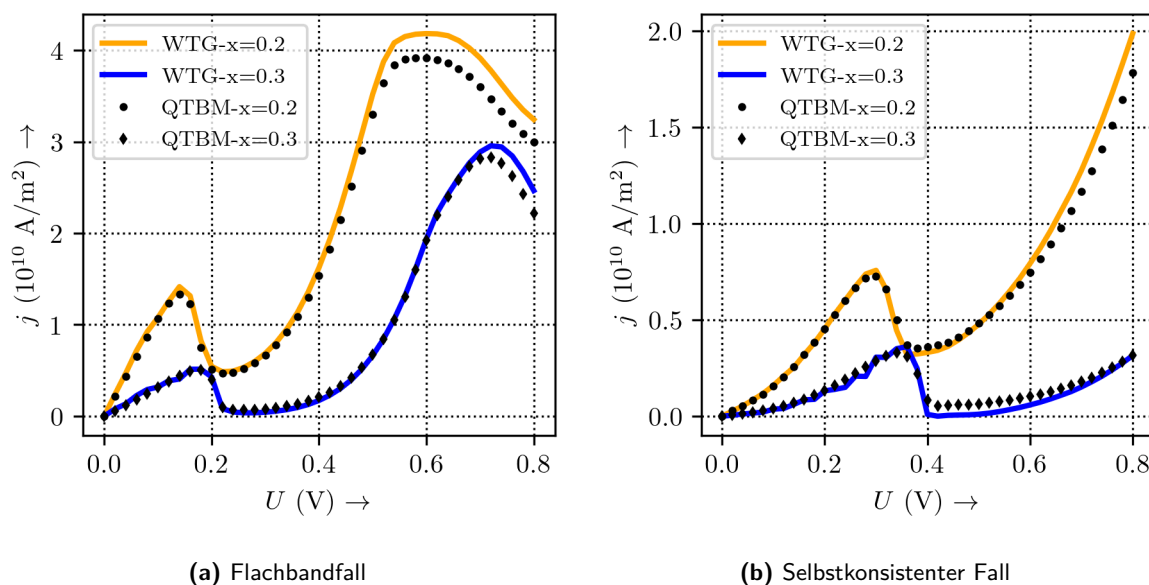 WTG-x=0.2
WTG-x=0.3
QTBM-x=0.2
QTBM-x=0.3
4
3
2
1
0
j (10¹⁰ A/m²) →
0.0 0.2 0.4 0.6 0.8
U (V) →
(a) Flachbandfall
WTG-x=0.2
WTG-x=0.3
QTBM-x=0.2
QTBM-x=0.3
2.0
1.5
1.0
0.5
0.0
j (10¹⁰ A/m²) →
0.0 0.2 0.4 0.6 0.8
U (V) →
(b) Selbstkonsistenter Fall